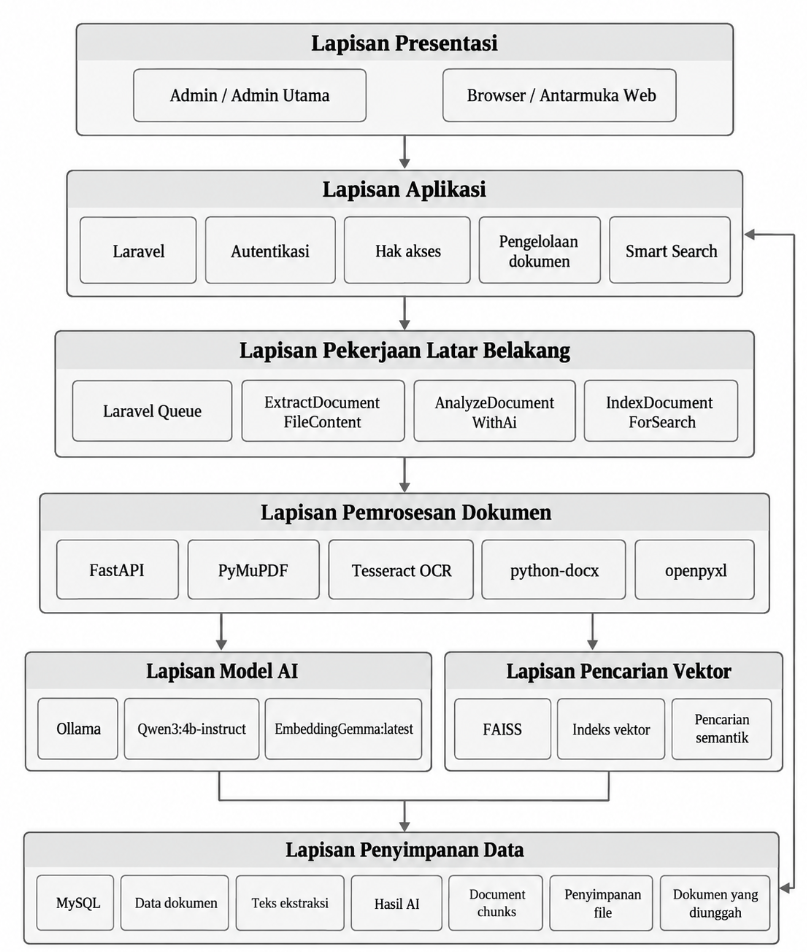 Lapisan Presentasi
Admin / Admin Utama
Browser / Antarmuka Web
Lapisan Aplikasi
Laravel
Autentikasi
Hak akses
Pengelolaan
dokumen
Smart Search
Lapisan Pekerjaan Latar Belakang
Laravel Queue
ExtractDocument
FileContent
AnalyzeDocument
WithAi
IndexDocument
ForSearch
Lapisan Pemrosesan Dokumen
FastAPI
PyMuPDF
Tesseract OCR
python-docx
openpyxl
Lapisan Model AI
Ollama
Qwen3:4b-instruct
EmbeddingGemma:latest
Lapisan Pencarian Vektor
FAISS
Indeks vektor
Pencarian
semantik
Lapisan Penyimpanan Data
MySQL
Data dokumen
Teks ekstraksi
Hasil AI
Document
chunks
Penyimpanan
file
Dokumen yang
diunggah